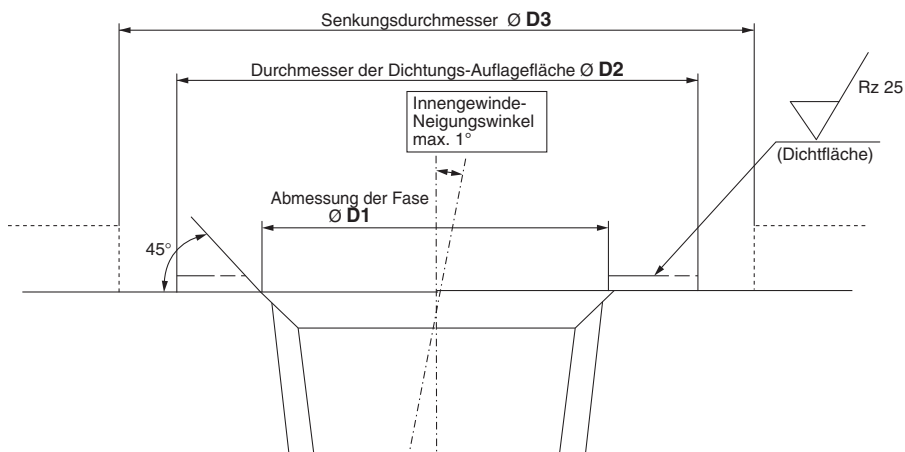 Senkungsdurchmesser Ø D3
Durchmesser der Dichtungs-Auflagefläche Ø D2
Rz 25
Innengewinde-
Neigungswinkel
max. 1°
(Dichtfläche)
Abmessung der Fase
Ø D1
45°